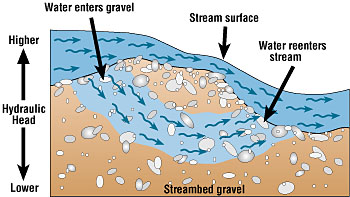 Water enters gravel
Stream surface
Higher
Water reenters
stream
Hydraulic
Head
Lower
Streambed gravel